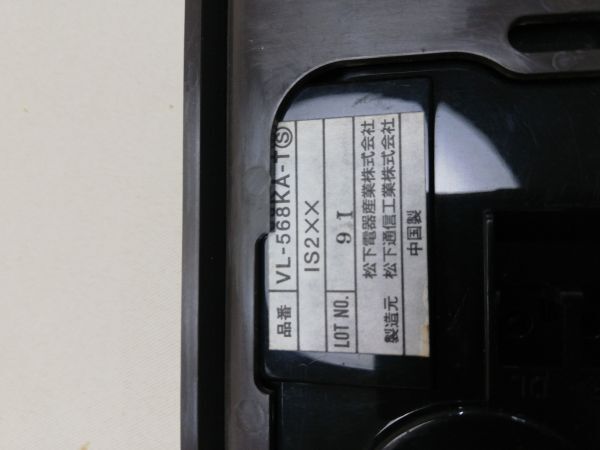 品番 VL-568KA-TⓈ
IS2XX
LOT NO. 9 I
松下電器産業株式会社
製造元 松下通信工業株式会社
中国製